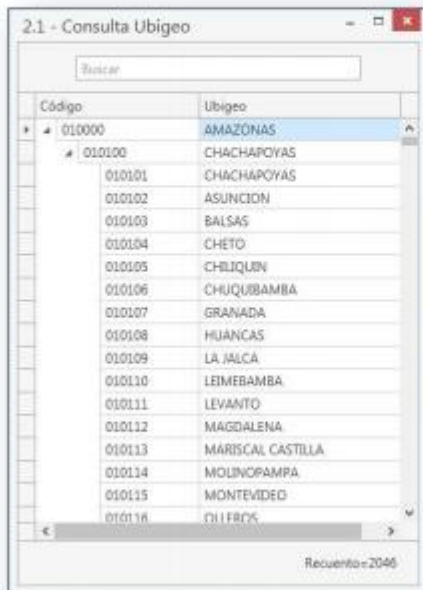 2.1 - Consulta Ubigeo
Buscar
Código Ubigeo
010000 AMAZONAS
010100 CHACHAPOYAS
010101 CHACHAPOYAS
010102 ASUNCION
010103 BALSAS
010104 CHETO
010105 CHILIQUIN
010106 CHUQUIBAMBA
010107 GRANADA
010108 HUANCAS
010109 LA JALCA
010110 LEIMEBAMBA
010111 LEVANTO
010112 MAGDALENA
010113 MARISCAL CASTILLA
010114 MOLINOPAMPA
010115 MONTEVIDEO
010116 OLLEROS
Recuento=2046